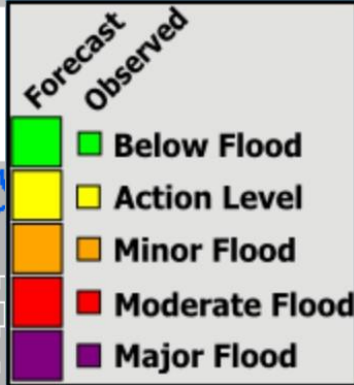 Forecast
Observed
Below Flood
Action Level
Minor Flood
Moderate Flood
Major Flood